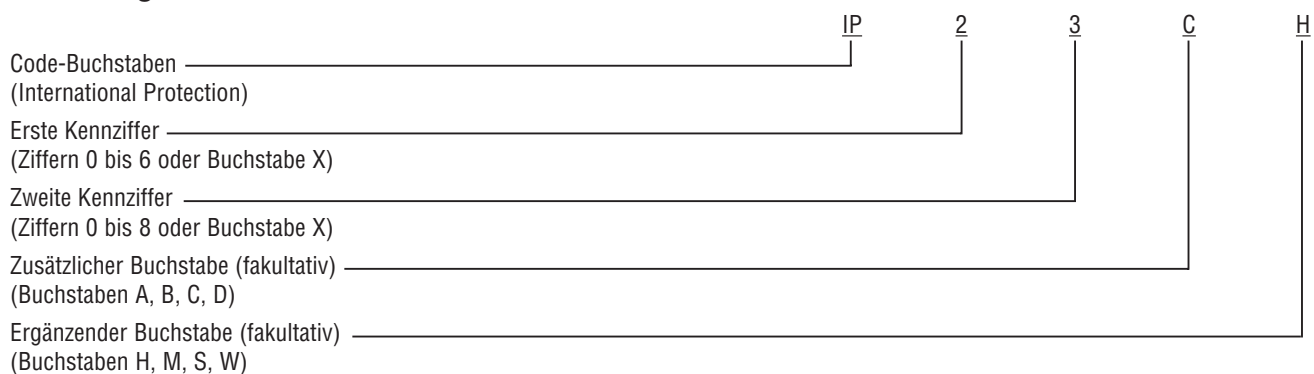 IP 2 3 C H
Code-Buchstaben
(International Protection)
Erste Kennziffer
(Ziffern 0 bis 6 oder Buchstabe X)
Zweite Kennziffer
(Ziffern 0 bis 8 oder Buchstabe X)
Zusätzlicher Buchstabe (fakultativ)
(Buchstaben A, B, C, D)
Ergänzender Buchstabe (fakultativ)
(Buchstaben H, M, S, W)